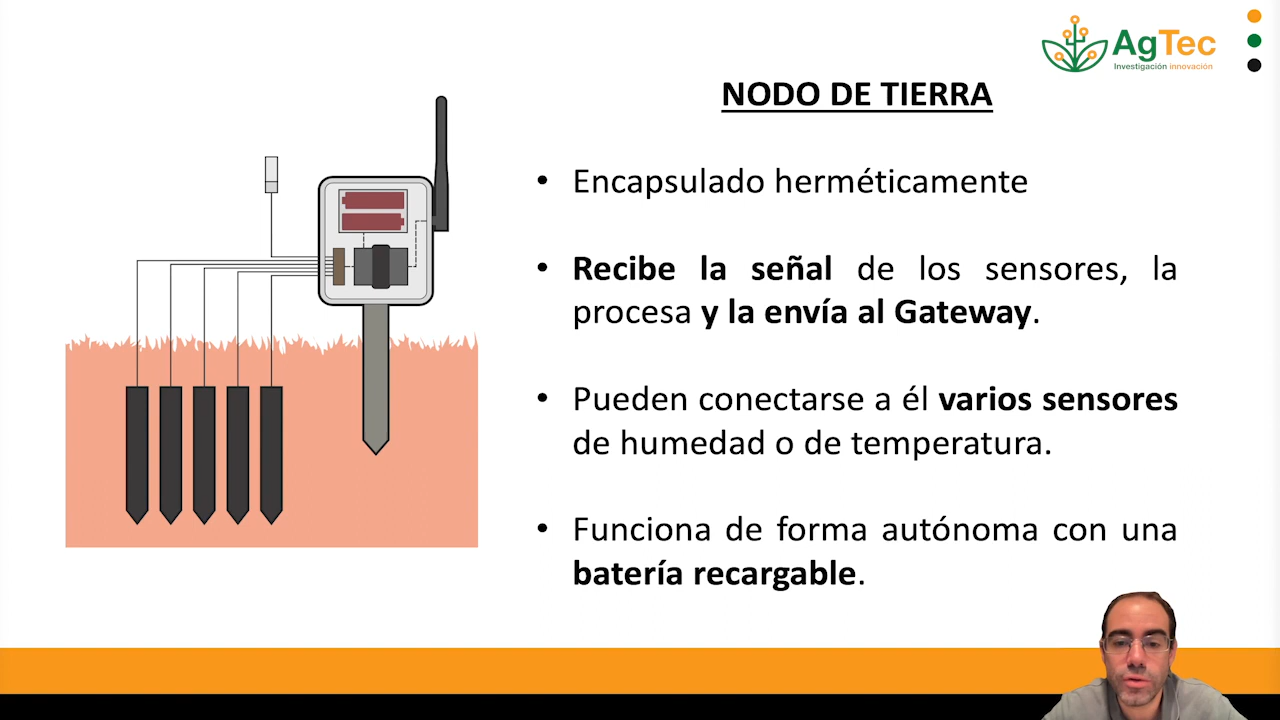 AgTec
Investigación innovación
NODO DE TIERRA
• Encapsulado herméticamente
• Recibe la señal de los sensores, la
procesa y la envía al Gateway.
• Pueden conectarse a él varios sensores
de humedad o de temperatura.
• Funciona de forma autónoma con una
batería recargable.